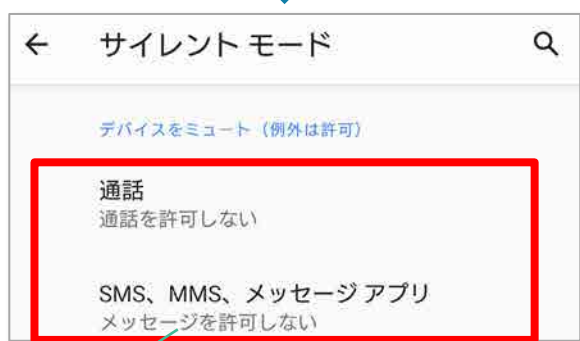 サイレント モード
デバイスをミュート（例外は許可）
通話
通話を許可しない
SMS、MMS、メッセージ アプリ
メッセージを許可しない